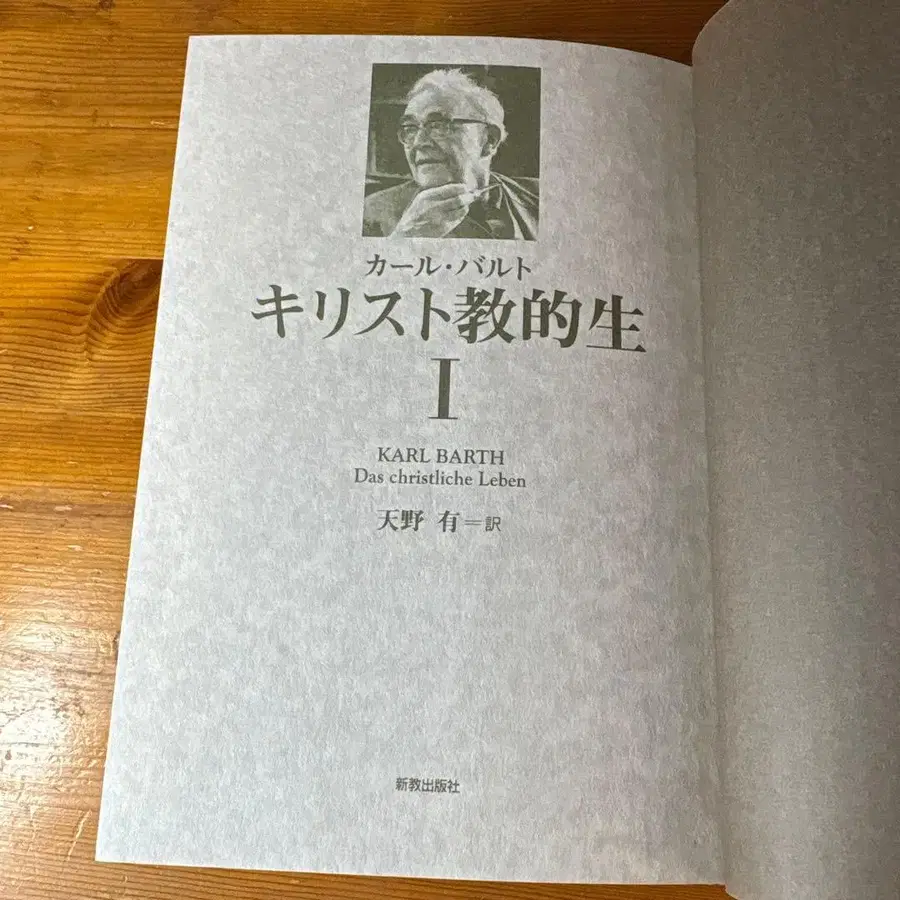 カール・バルト
キリスト教的生
I
KARL BARTH
Das christliche Leben
天野 有＝訳
新教出版社